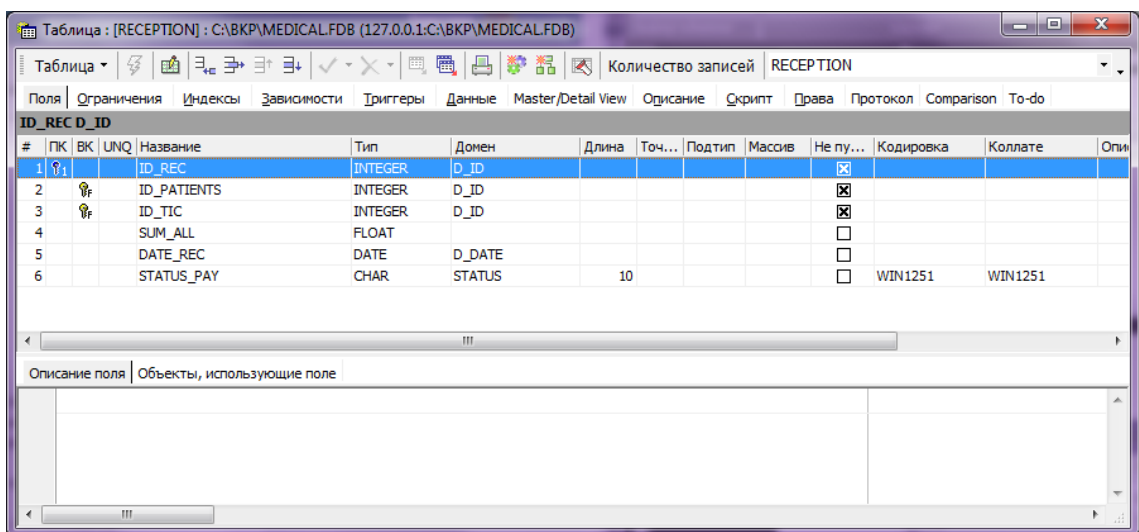 Таблица : [RECEPTION] : C:\BKP\MEDICAL.FDB (127.0.0.1:C:\BKP\MEDICAL.FDB)
Таблица Количество записей RECEPTION
Поля Ограничения Индексы Зависимости Триггеры Данные Master/Detail View Описание Скрипт Права Протокол Comparison To-do
ID_REC D_ID
# ПК ВК UNQ Название Тип Домен Длина Точ... Подтип Массив Не пу... Кодировка Коллате Опи
1 1 ID_REC INTEGER D_ID
2 F ID_PATIENTS INTEGER D_ID
3 F ID_TIC INTEGER D_ID
4 SUM_ALL FLOAT
5 DATE_REC DATE D_DATE
6 STATUS_PAY CHAR STATUS 10 WIN1251 WIN1251
Описание поля Объекты, использующие поле